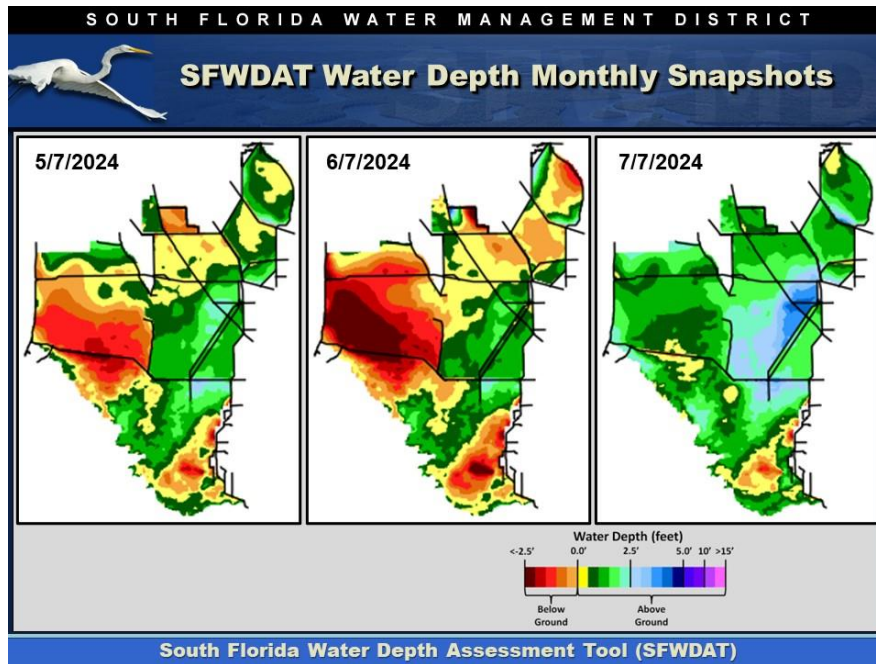 SOUTH FLORIDA WATER MANAGEMENT DISTRICT
SFWDAT Water Depth Monthly Snapshots
5/7/2024
6/7/2024
7/7/2024
Water Depth (feet)
<-2.5' 0.0' 2.5' 5.0' 10' >15'
Below Ground
Above Ground
South Florida Water Depth Assessment Tool (SFWDAT)